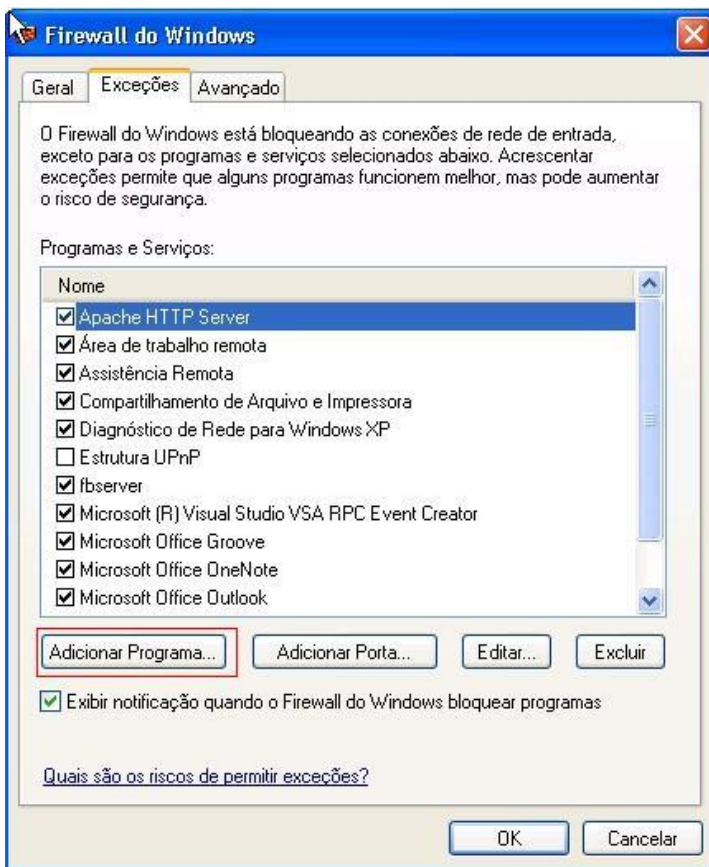 Firewall do Windows
Geral Exceções Avançado
O Firewall do Windows está bloqueando as conexões de rede de entrada,
exceto para os programas e serviços selecionados abaixo. Acrescentar
exceções permite que alguns programas funcionem melhor, mas pode aumentar
o risco de segurança.
Programas e Serviços:
Nome
Apache HTTP Server
Área de trabalho remota
Assistência Remota
Compartilhamento de Arquivo e Impressora
Diagnóstico de Rede para Windows XP
Estrutura UPnP
fbserver
Microsoft (R) Visual Studio VSA RPC Event Creator
Microsoft Office Groove
Microsoft Office OneNote
Microsoft Office Outlook
Adicionar Programa... Adicionar Porta... Editar... Excluir
Exibir notificação quando o Firewall do Windows bloquear programas
Quais são os riscos de permitir exceções?
OK Cancelar